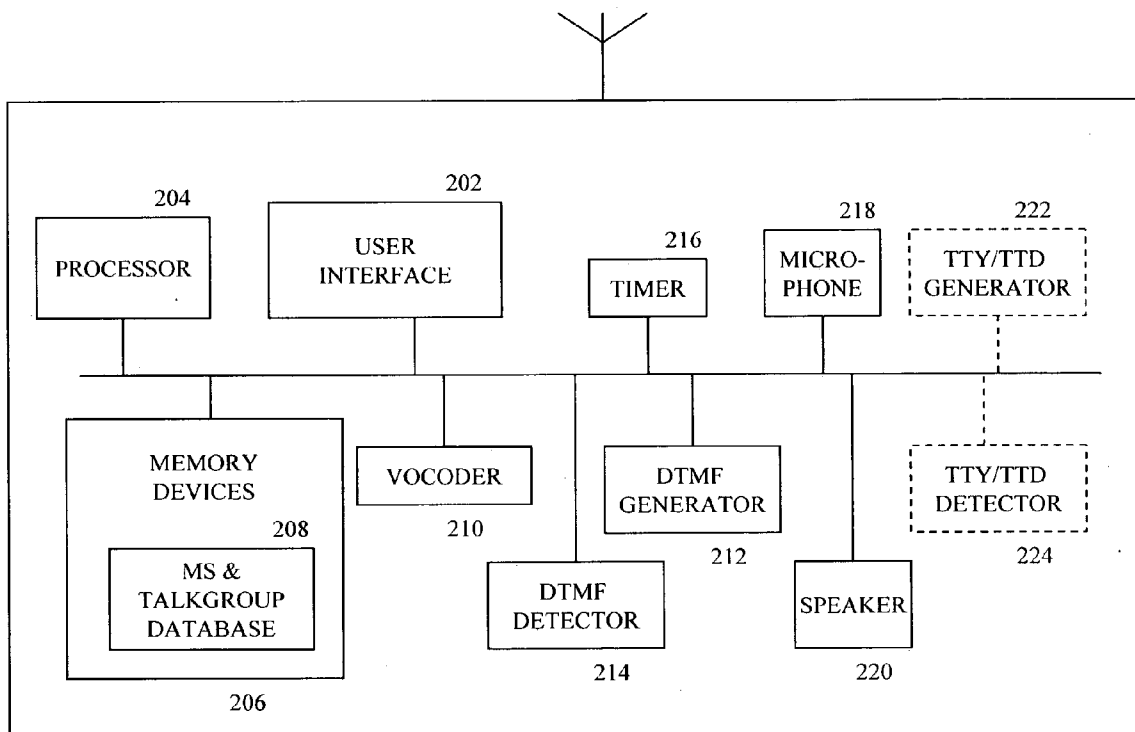 204
PROCESSOR
202
USER
INTERFACE
216
TIMER
218
MICRO-
PHONE
222
TTY/TTD
GENERATOR
MEMORY
DEVICES
208
MS &
TALKGROUP
DATABASE
206
VOCODER
210
DTMF
DETECTOR
214
DTMF
GENERATOR
212
SPEAKER
220
TTY/TTD
DETECTOR
224